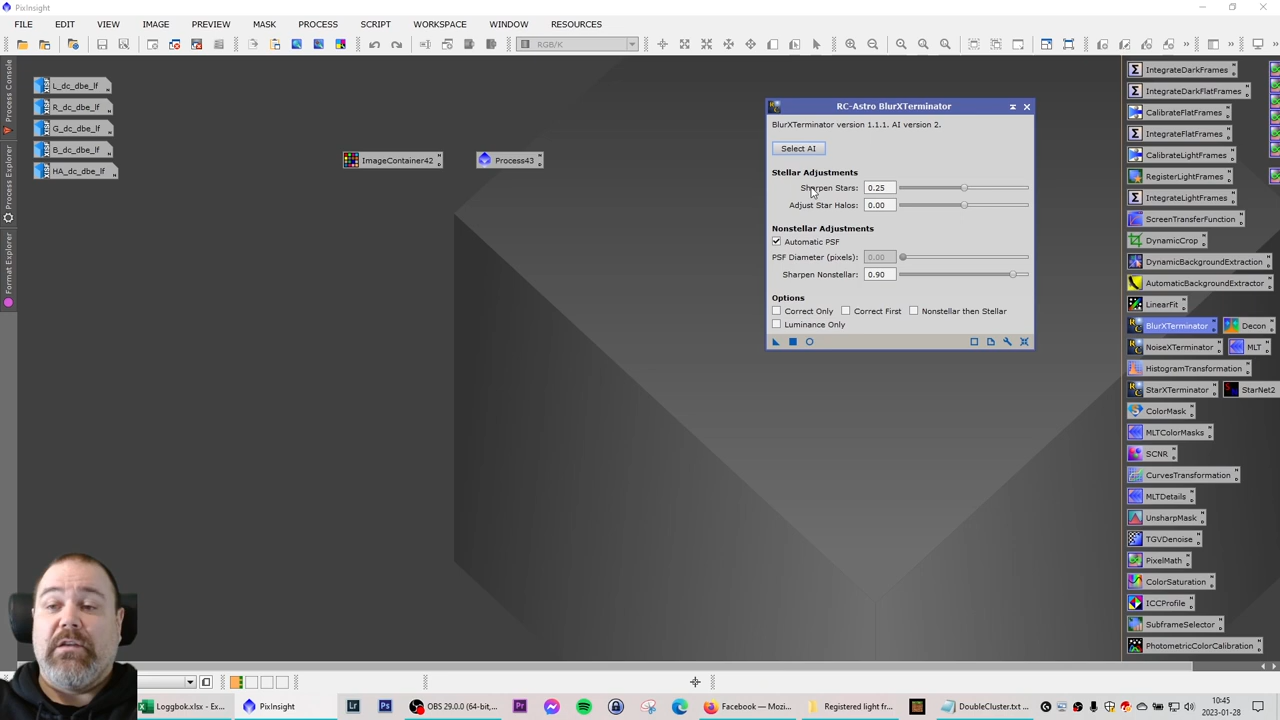 PixInsight
FILE EDIT VIEW IMAGE PREVIEW MASK PROCESS SCRIPT WORKSPACE WINDOW RESOURCES
RGB/K
Process Console
Process Explorer
Format Explorer
L_dc_dbe_lf
R_dc_dbe_lf
G_dc_dbe_lf
B_dc_dbe_lf
HA_dc_dbe_lf
ImageContainer42
Process43
RC-Astro BlurXTerminator
BlurXTerminator version 1.1.1. AI version 2.
Select AI
Stellar Adjustments
Sharpen Stars: 0.25
Adjust Star Halos: 0.00
Nonstellar Adjustments
Automatic PSF
PSF Diameter (pixels): 0.00
Sharpen Nonstellar: 0.90
Options
Correct Only Correct First Nonstellar then Stellar
Luminance Only
IntegrateDarkFrames
IntegrateDarkFlatFrames
CalibrateFlatFrames
IntegrateFlatFrames
CalibrateLightFrames
RegisterLightFrames
IntegrateLightFrames
ScreenTransferFunction
DynamicCrop
DynamicBackgroundExtraction
AutomaticBackgroundExtractor
LinearFit
BlurXTerminator Decon
NoiseXTerminator MLT
HistogramTransformation
StarXTerminator StarNet2
ColorMask
MLTColorMasks
SCNR
CurvesTransformation
MLTDetails
UnsharpMask
TGVDenoise
PixelMath
ColorSaturation
ICCProfile
SubframeSelector
PhotometricColorCalibration
Loggbok.xlsx - Ex... PixInsight OBS 29.0.0 (64-bit,... Facebook — Mozi... Registered light fr... DoubleCluster.txt ...
10:45
2023-01-28